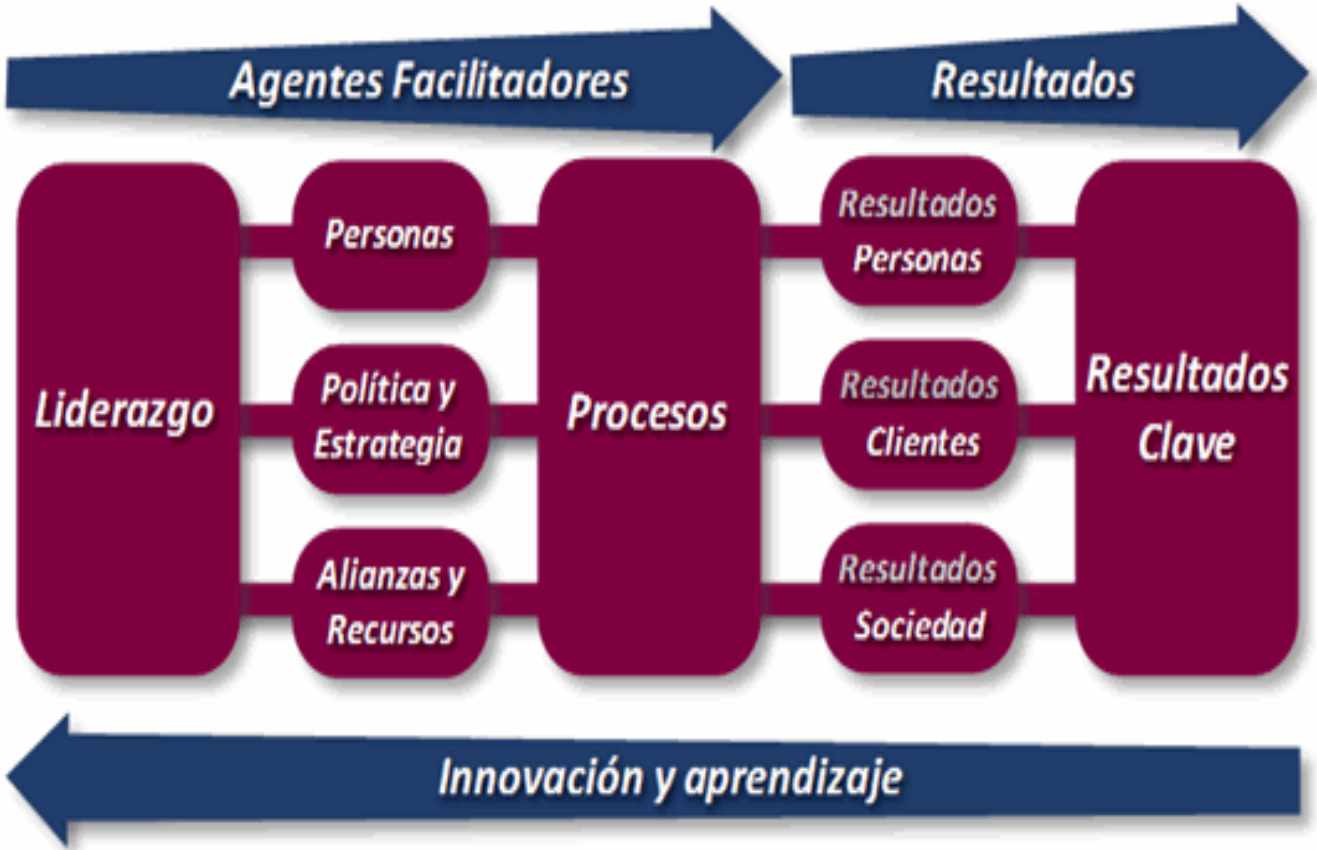 Agentes Facilitadores
Resultados
Liderazgo
Personas
Política y
Estrategia
Alianzas y
Recursos
Procesos
Resultados
Personas
Resultados
Clientes
Resultados
Sociedad
Resultados
Clave
Innovación y aprendizaje